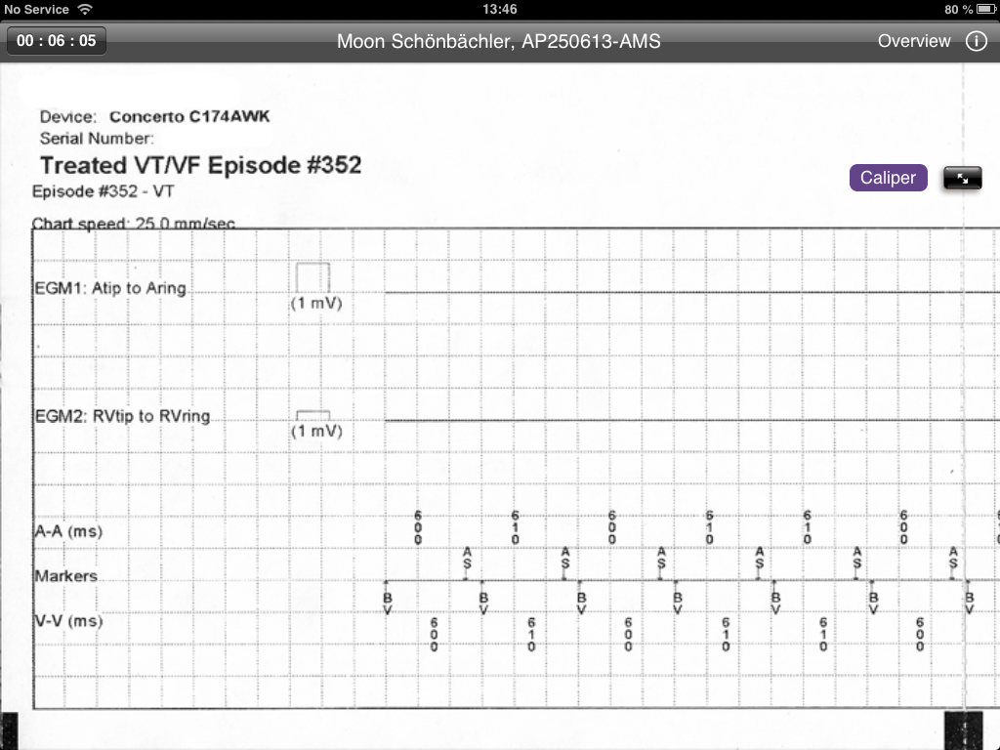 No Service 13:46 80 %
00 : 06 : 05 Moon Schönbächler, AP250613-AMS Overview i
Device: Concerto C174AWK
Serial Number:
Treated VT/VF Episode #352
Episode #352 - VT
Caliper
Chart speed: 25.0 mm/sec
EGM1: Atip to Aring
(1 mV)
EGM2: RVtip to RVring
(1 mV)
A-A (ms) 600 610 600 610 610 600
AS AS AS AS AS AS
Markers
BV BV BV BV BV BV BV
V-V (ms) 600 610 600 610 610 600